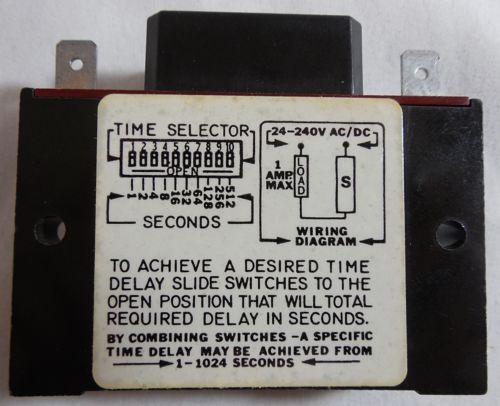 TIME SELECTOR
1 2 3 4 5 6 7 8 9 10
OPEN
1 2 4 8 16 32 64 128 256 512
SECONDS
24-240V AC/DC
1 AMP. MAX
LOAD
S
WIRING
DIAGRAM
TO ACHIEVE A DESIRED TIME
DELAY SLIDE SWITCHES TO THE
OPEN POSITION THAT WILL TOTAL
REQUIRED DELAY IN SECONDS.
BY COMBINING SWITCHES -A SPECIFIC
TIME DELAY MAY BE ACHIEVED FROM
1-1024 SECONDS